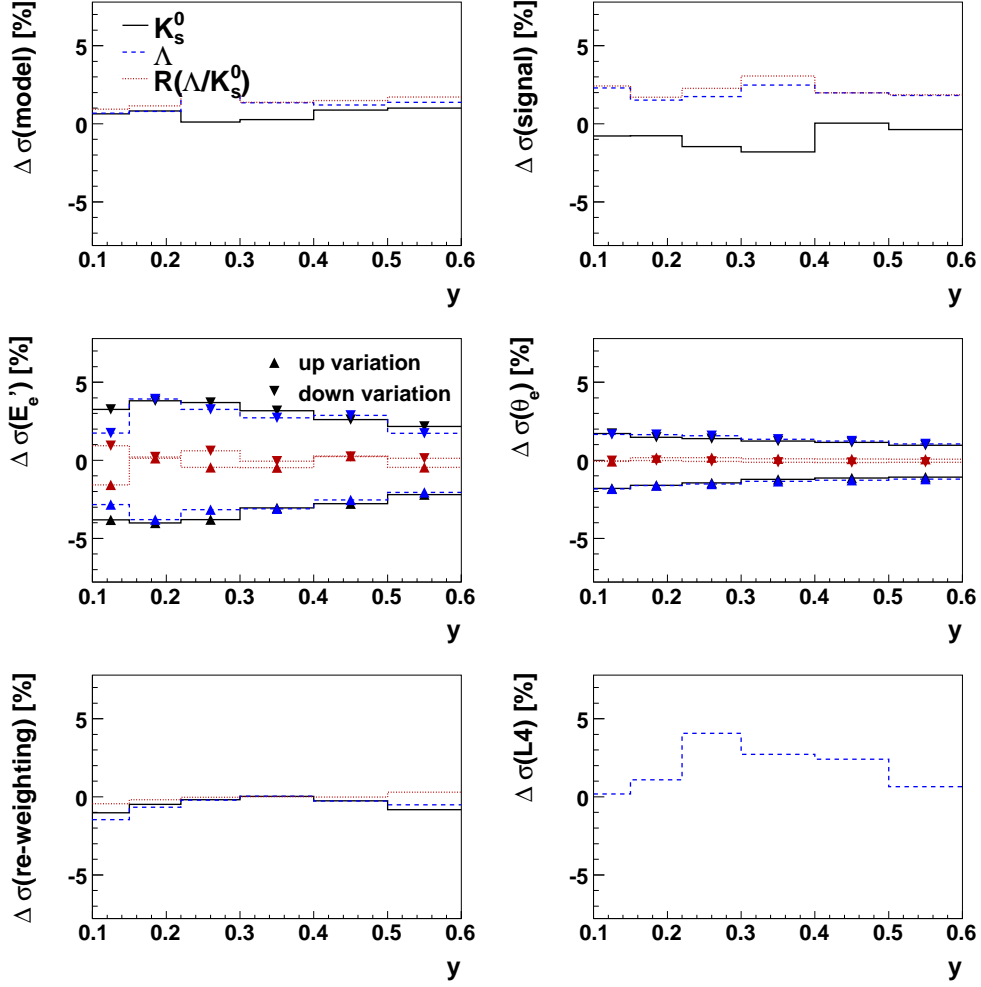 Δ σ(model) [%]
5
0
-5
K_s^0
Λ
R(Λ/K_s^0)
0.1 0.2 0.3 0.4 0.5 0.6
y
Δ σ(signal) [%]
5
0
-5
0.1 0.2 0.3 0.4 0.5 0.6
y
Δ σ(E_e') [%]
5
0
-5
up variation
down variation
0.1 0.2 0.3 0.4 0.5 0.6
y
Δ σ(θ_e) [%]
5
0
-5
0.1 0.2 0.3 0.4 0.5 0.6
y
Δ σ(re-weighting) [%]
5
0
-5
0.1 0.2 0.3 0.4 0.5 0.6
y
Δ σ(L4) [%]
5
0
-5
0.1 0.2 0.3 0.4 0.5 0.6
y